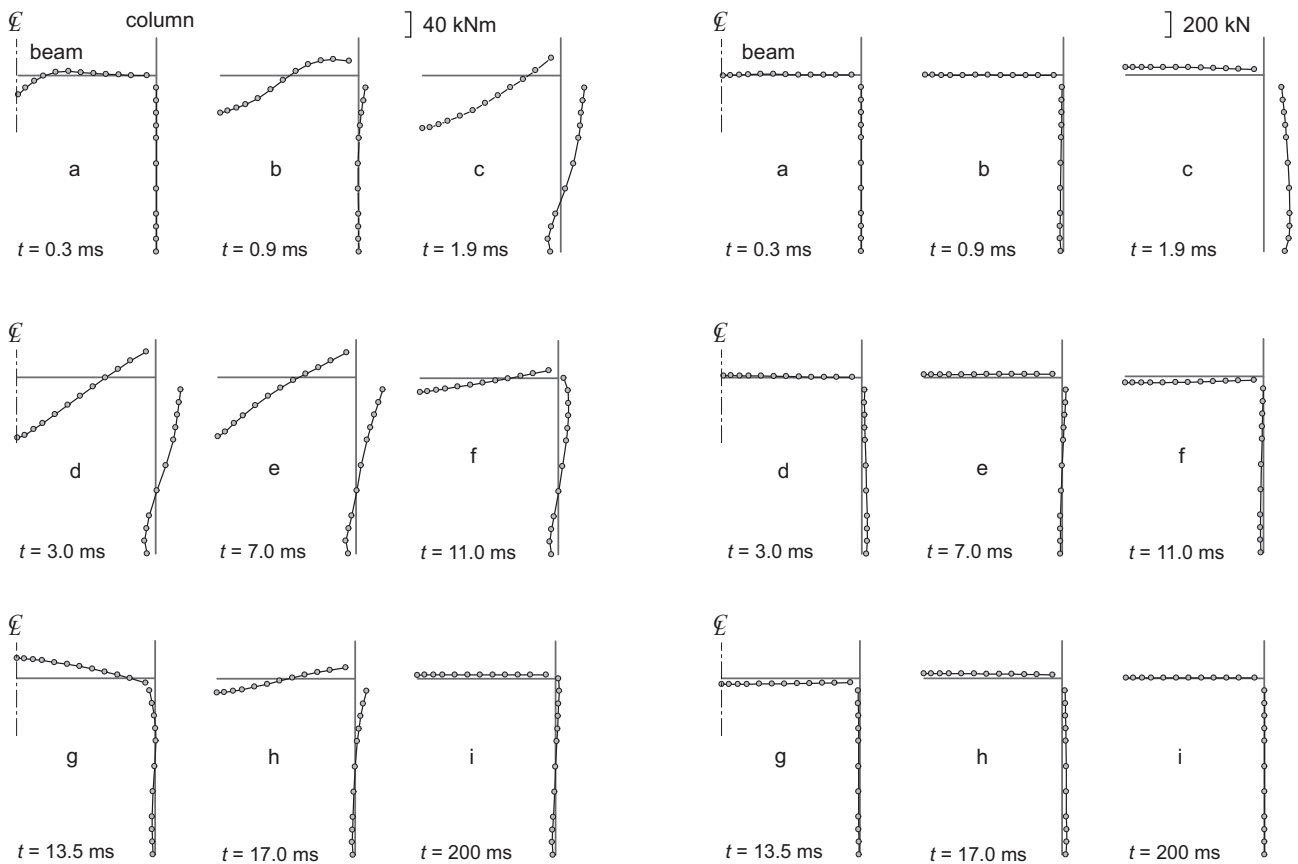 ℄ column ] 40 kNm ℄ ] 200 kN
beam beam
a b c a b c
t = 0.3 ms t = 0.9 ms t = 1.9 ms t = 0.3 ms t = 0.9 ms t = 1.9 ms
℄ ℄
d e f d e f
t = 3.0 ms t = 7.0 ms t = 11.0 ms t = 3.0 ms t = 7.0 ms t = 11.0 ms
℄ ℄
g h i g h i
t = 13.5 ms t = 17.0 ms t = 200 ms t = 13.5 ms t = 17.0 ms t = 200 ms